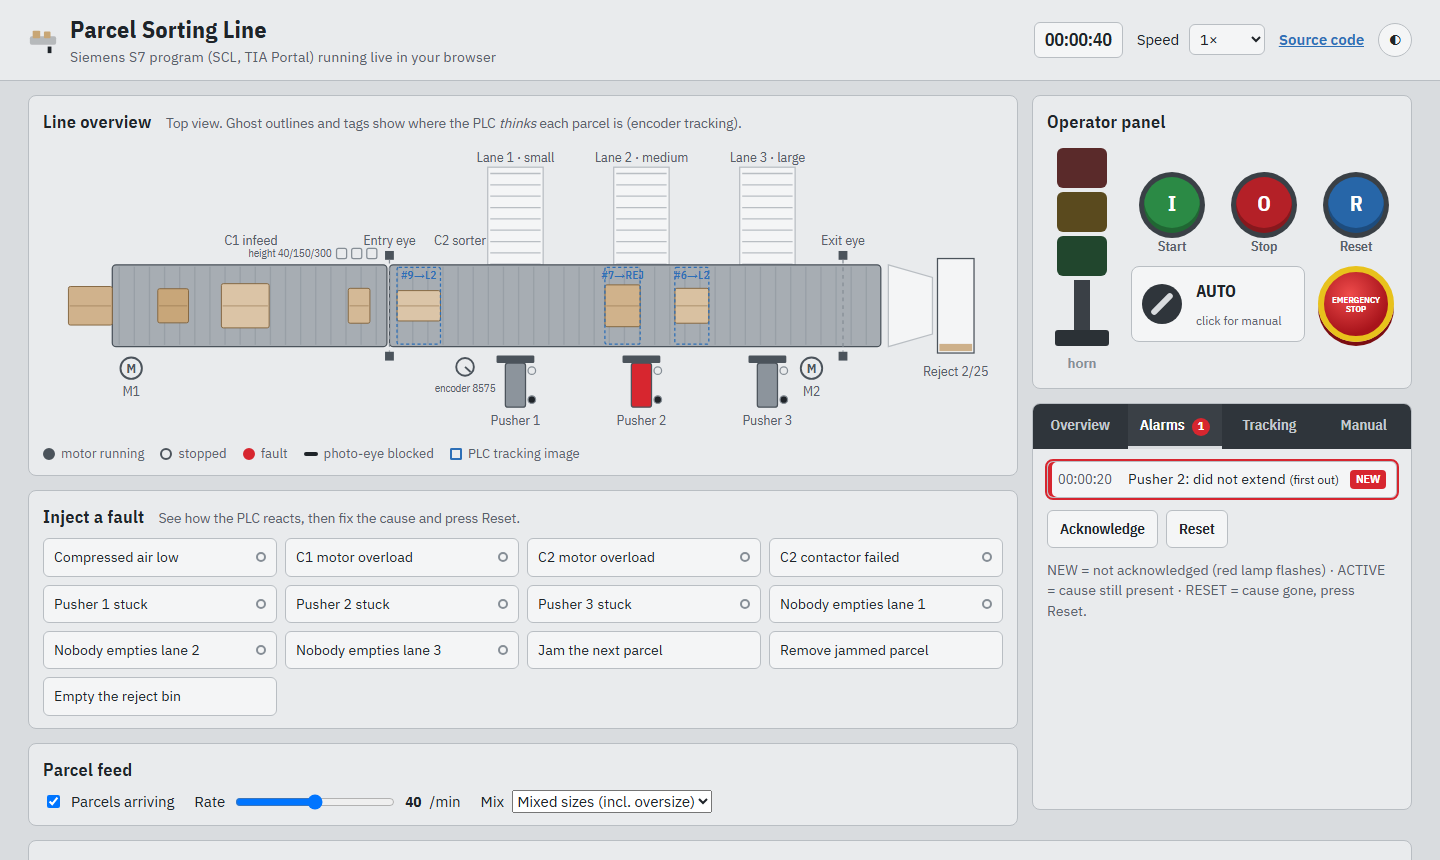 Parcel Sorting Line
Siemens S7 program (SCL, TIA Portal) running live in your browser
00:00:40
Speed
1×
Source code
Line overview
Top view. Ghost outlines and tags show where the PLC thinks each parcel is (encoder tracking).
Lane 1 · small
Lane 2 · medium
Lane 3 · large
C1 infeed
Entry eye
C2 sorter
Exit eye
height 40/150/300
#9→L2
#7→REJ
#6→L2
M
M1
encoder 8575
M
M2
Reject 2/25
Pusher 1
Pusher 2
Pusher 3
motor running
stopped
fault
photo-eye blocked
PLC tracking image
Inject a fault
See how the PLC reacts, then fix the cause and press Reset.
Compressed air low
C1 motor overload
C2 motor overload
C2 contactor failed
Pusher 1 stuck
Pusher 2 stuck
Pusher 3 stuck
Nobody empties lane 1
Nobody empties lane 2
Nobody empties lane 3
Jam the next parcel
Remove jammed parcel
Empty the reject bin
Parcel feed
Parcels arriving
Rate
40 /min
Mix
Mixed sizes (incl. oversize)
Operator panel
I
O
R
Start
Stop
Reset
AUTO
click for manual
EMERGENCY
STOP
horn
Overview
Alarms 1
Tracking
Manual
00:00:20 Pusher 2: did not extend (first out) NEW
Acknowledge
Reset
NEW = not acknowledged (red lamp flashes) · ACTIVE
= cause still present · RESET = cause gone, press
Reset.